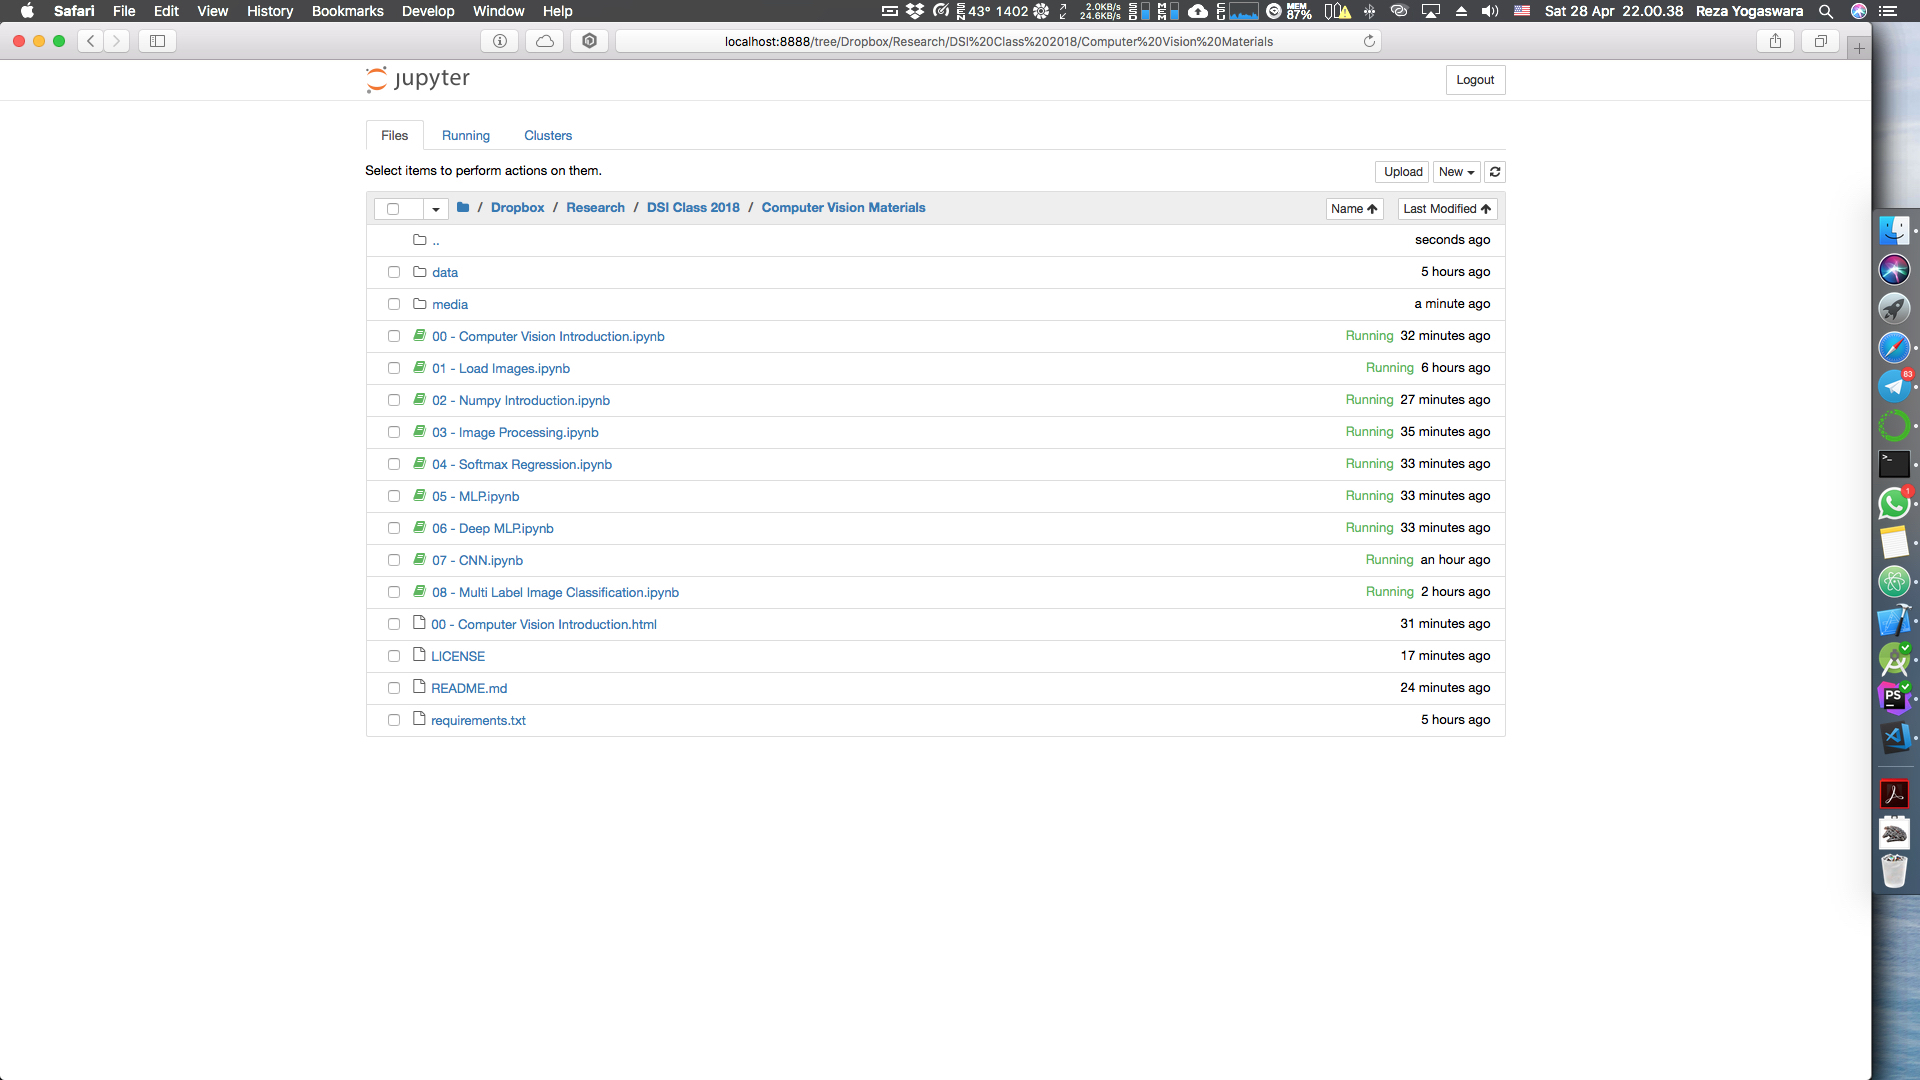 Safari File Edit View History Bookmarks Develop Window Help 43° 1402 2.0KB/s 24.6KB/s MEM 87% Sat 28 Apr 22.00.38 Reza Yogaswara
localhost:8888/tree/Dropbox/Research/DSI%20Class%202018/Computer%20Vision%20Materials
jupyter Logout
Files Running Clusters
Select items to perform actions on them. Upload New
/ Dropbox / Research / DSI Class 2018 / Computer Vision Materials Name Last Modified
.. seconds ago
data 5 hours ago
media a minute ago
00 - Computer Vision Introduction.ipynb Running 32 minutes ago
01 - Load Images.ipynb Running 6 hours ago
02 - Numpy Introduction.ipynb Running 27 minutes ago
03 - Image Processing.ipynb Running 35 minutes ago
04 - Softmax Regression.ipynb Running 33 minutes ago
05 - MLP.ipynb Running 33 minutes ago
06 - Deep MLP.ipynb Running 33 minutes ago
07 - CNN.ipynb Running an hour ago
08 - Multi Label Image Classification.ipynb Running 2 hours ago
00 - Computer Vision Introduction.html 31 minutes ago
LICENSE 17 minutes ago
README.md 24 minutes ago
requirements.txt 5 hours ago
83
>_
1
PS